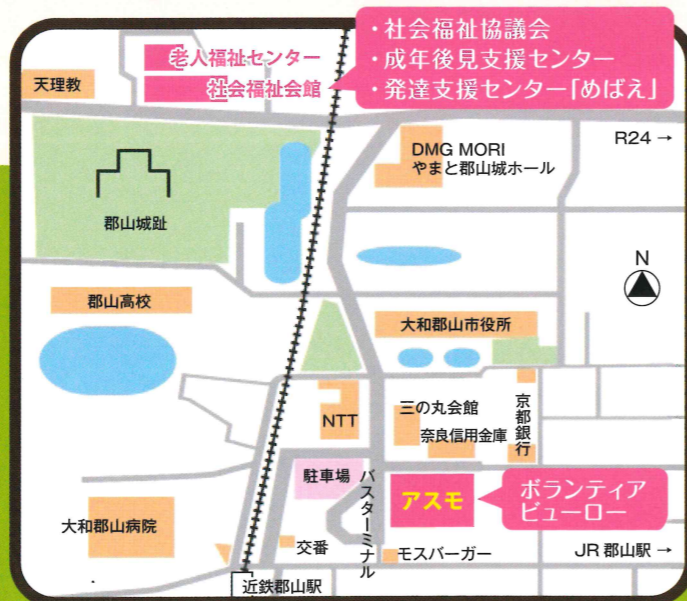 ・社会福祉協議会
・成年後見支援センター
・発達支援センター「めばえ」
老人福祉センター
社会福祉会館
天理教
DMG MORI
やまと郡山城ホール
R24 →
郡山城趾
N
郡山高校
大和郡山市役所
NTT
三の丸会館
奈良信用金庫
京都銀行
駐車場
バスターミナル
アスモ
ボランティア
ビューロー
大和郡山病院
交番
モスバーガー
JR 郡山駅 →
近鉄郡山駅